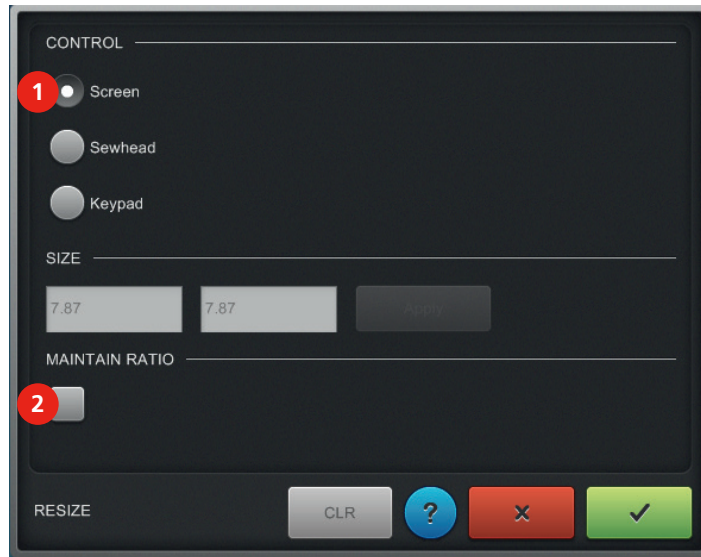 CONTROL
1 Screen
Sewhead
Keypad
SIZE
7.87 7.87 Apply
MAINTAIN RATIO
2
RESIZE CLR ?